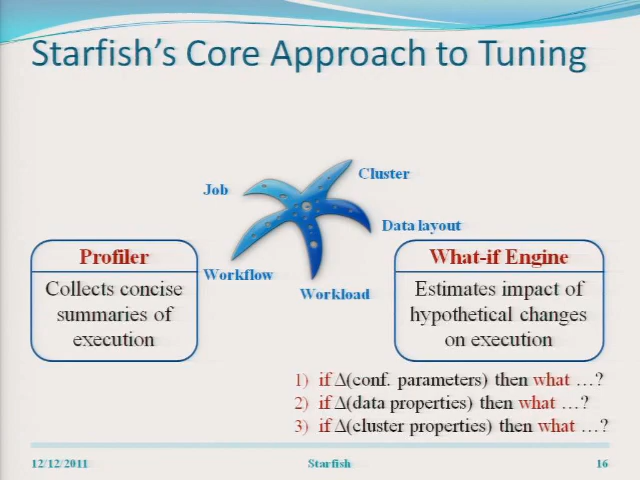 Starfish's Core Approach to Tuning
Cluster
Job
Data layout
Workflow
Workload
Profiler
Collects concise
summaries of
execution
What-if Engine
Estimates impact of
hypothetical changes
on execution
1) if Δ(conf. parameters) then what …?
2) if Δ(data properties) then what …?
3) if Δ(cluster properties) then what …?
12/12/2011
Starfish
16